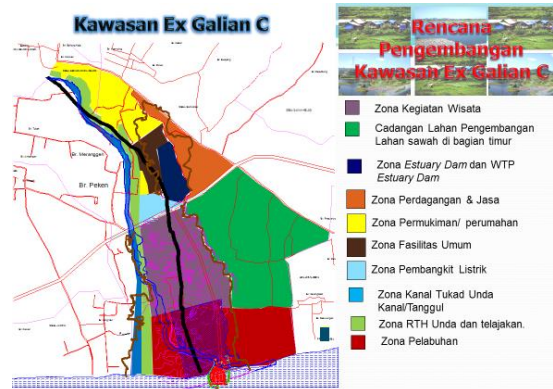 Kawasan Ex Galian C
Br. Peken
Rencana
Pengembangan
Kawasan Ex Galian C
Zona Kegiatan Wisata
Cadangan Lahan Pengembangan
Lahan sawah di bagian timur
Zona Estuary Dam dan WTP
Estuary Dam
Zona Perdagangan & Jasa
Zona Permukiman/ perumahan
Zona Fasilitas Umum
Zona Pembangkit Listrik
Zona Kanal Tukad Unda
Kanal/Tanggul
Zona RTH Unda dan telajakan.
Zona Pelabuhan